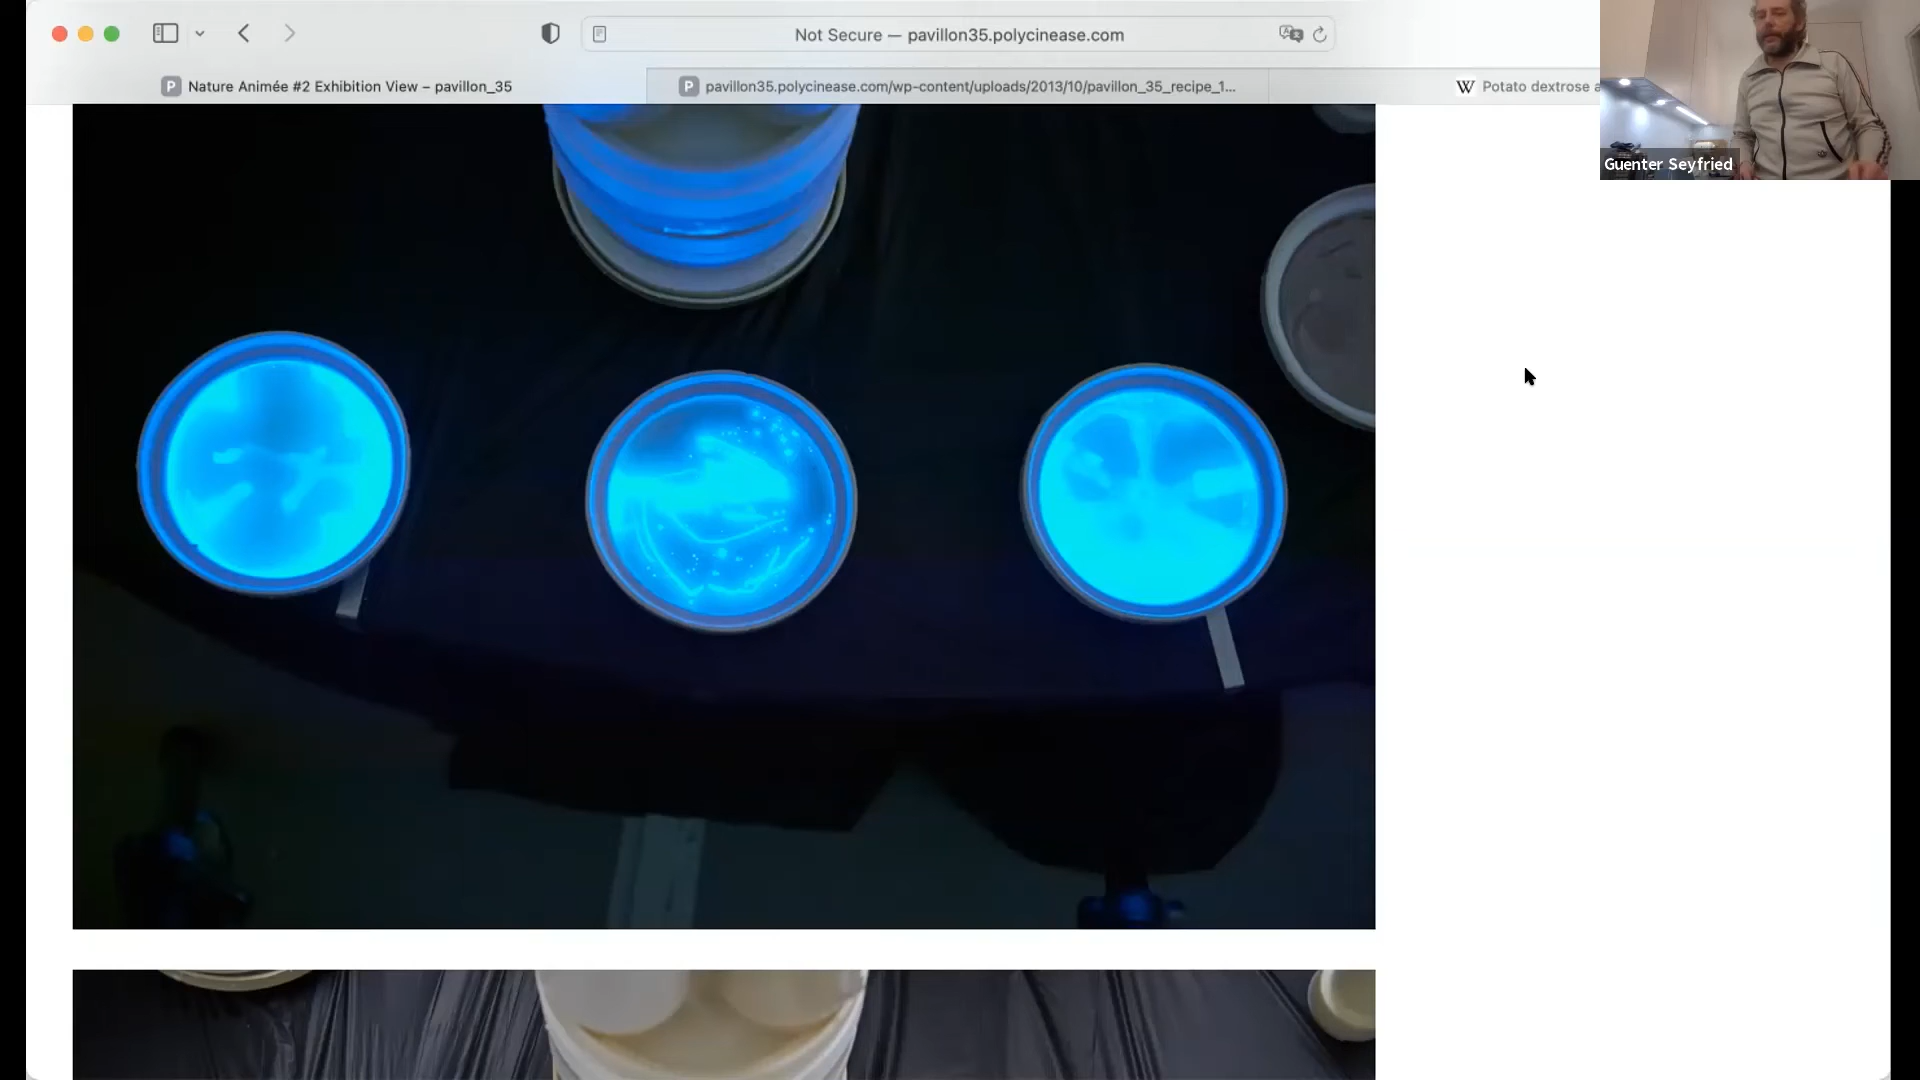 Not Secure — pavillon35.polycinease.com
P Nature Animée #2 Exhibition View – pavillon_35
P pavillon35.polycinease.com/wp-content/uploads/2013/10/pavillon_35_recipe_1...
W Potato dextrose a
Guenter Seyfried